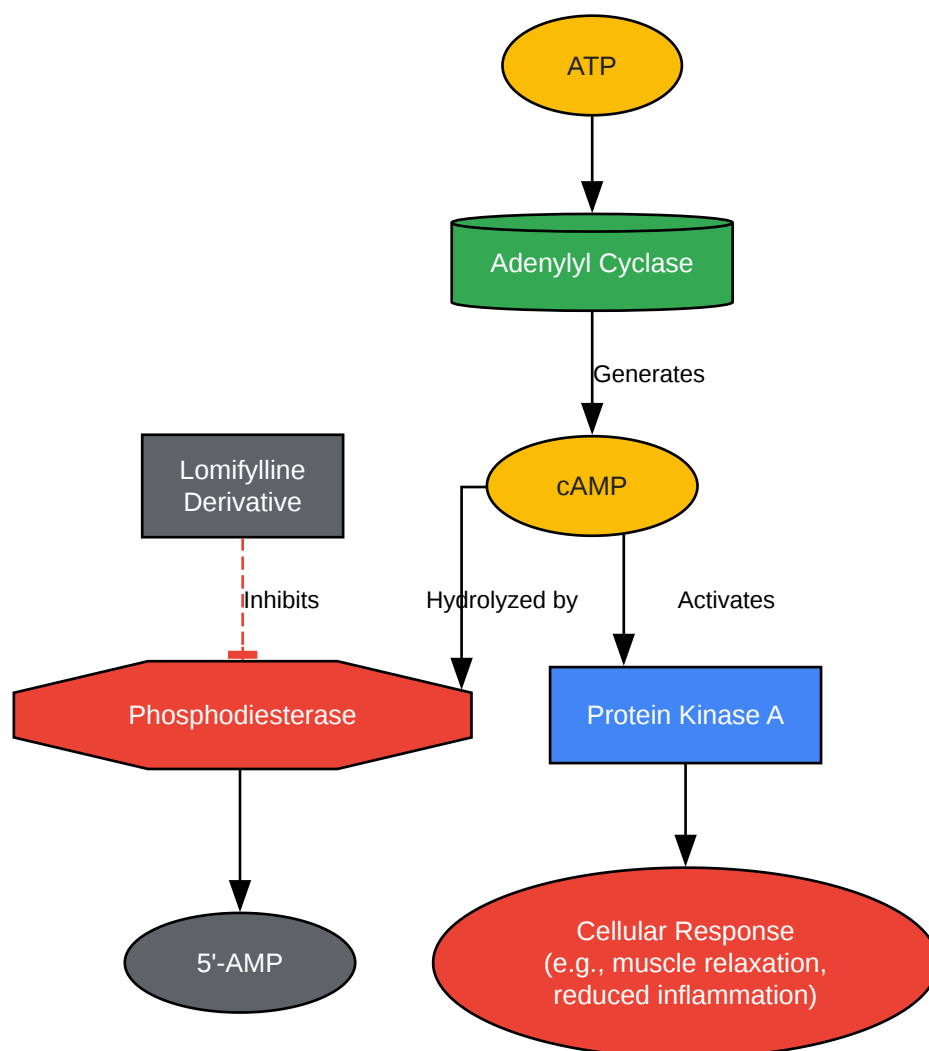 ATP
Adenylyl Cyclase
Generates
Lomifylline
Derivative
cAMP
Inhibits
Hydrolyzed by
Activates
Phosphodiesterase
Protein Kinase A
5'-AMP
Cellular Response
(e.g., muscle relaxation,
reduced inflammation)